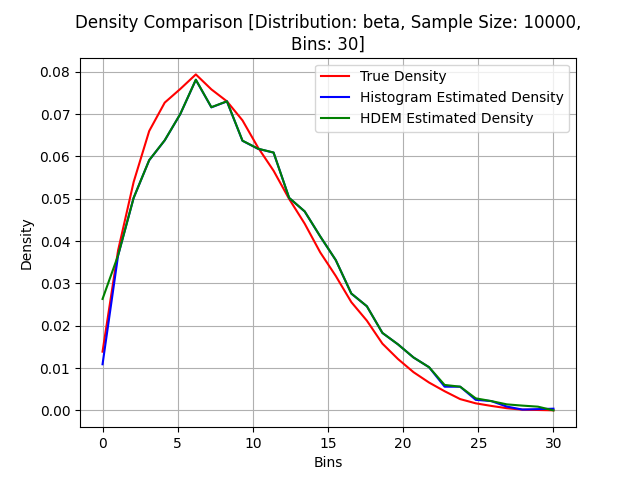 Density Comparison [Distribution: beta, Sample Size: 10000,
Bins: 30]
True Density
Histogram Estimated Density
HDEM Estimated Density
Density
0.08
0.07
0.06
0.05
0.04
0.03
0.02
0.01
0.00
0 5 10 15 20 25 30
Bins